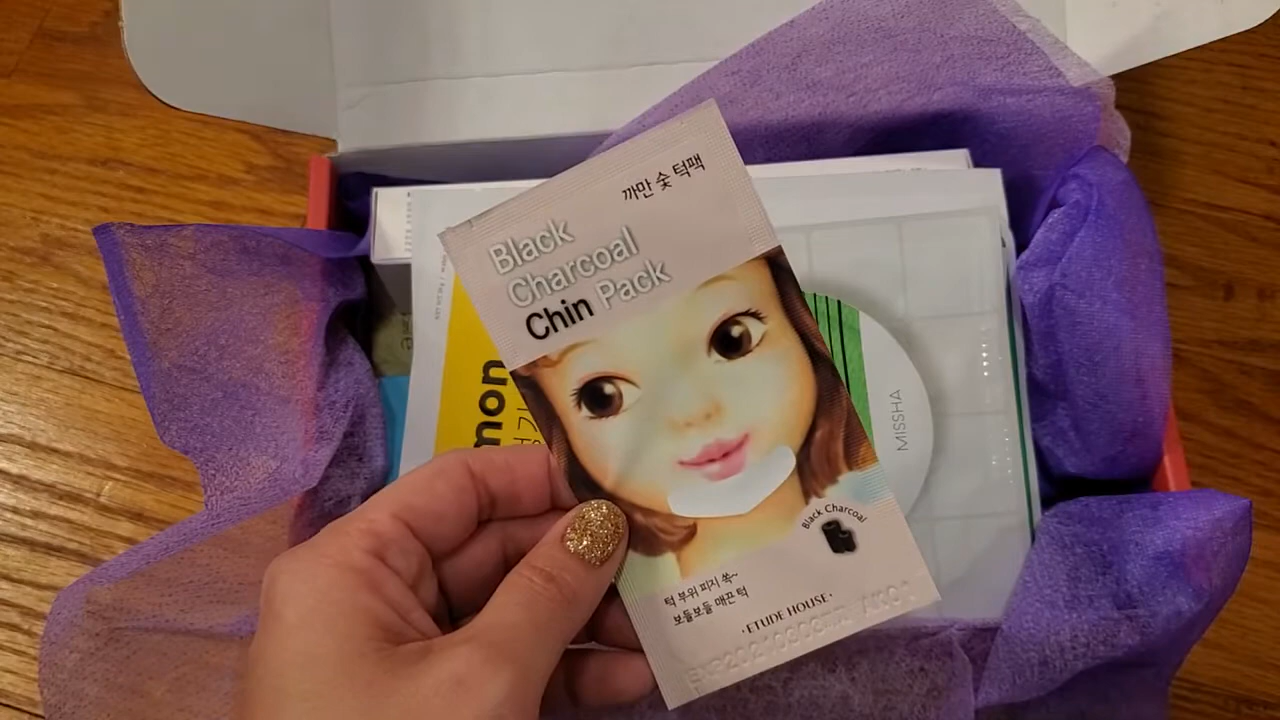 까만 숯 턱팩
Black
Charcoal
Chin Pack
Black Charcoal
턱 부위 피지 쏙~
보들보들 매끈 턱
·ETUDE HOUSE·
mon
MISSHA